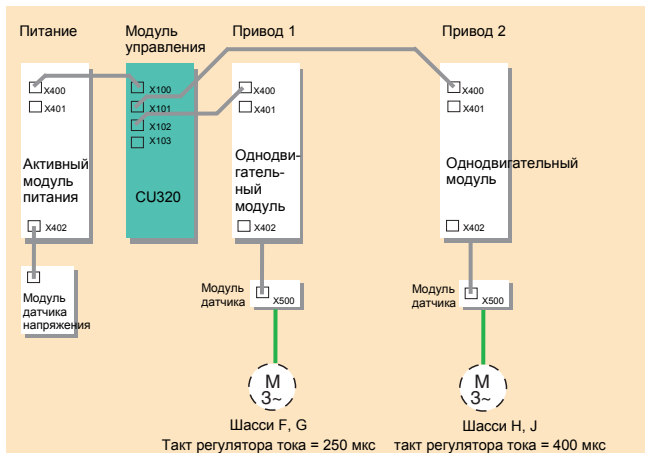 Питание
Модуль
управления
Привод 1
Привод 2
X400
X401
Активный
модуль
питания
X402
Модуль
датчика
напряжения
X100
X101
X102
X103
CU320
X400
X401
Однодви-
гатель-
ный
модуль
X402
Модуль
датчика
X500
M
3~
Шасси F, G
Такт регулятора тока = 250 мкс
X400
X401
Однодвигательный
модуль
X402
Модуль
датчика
X500
M
3~
Шасси H, J
такт регулятора тока = 400 мкс